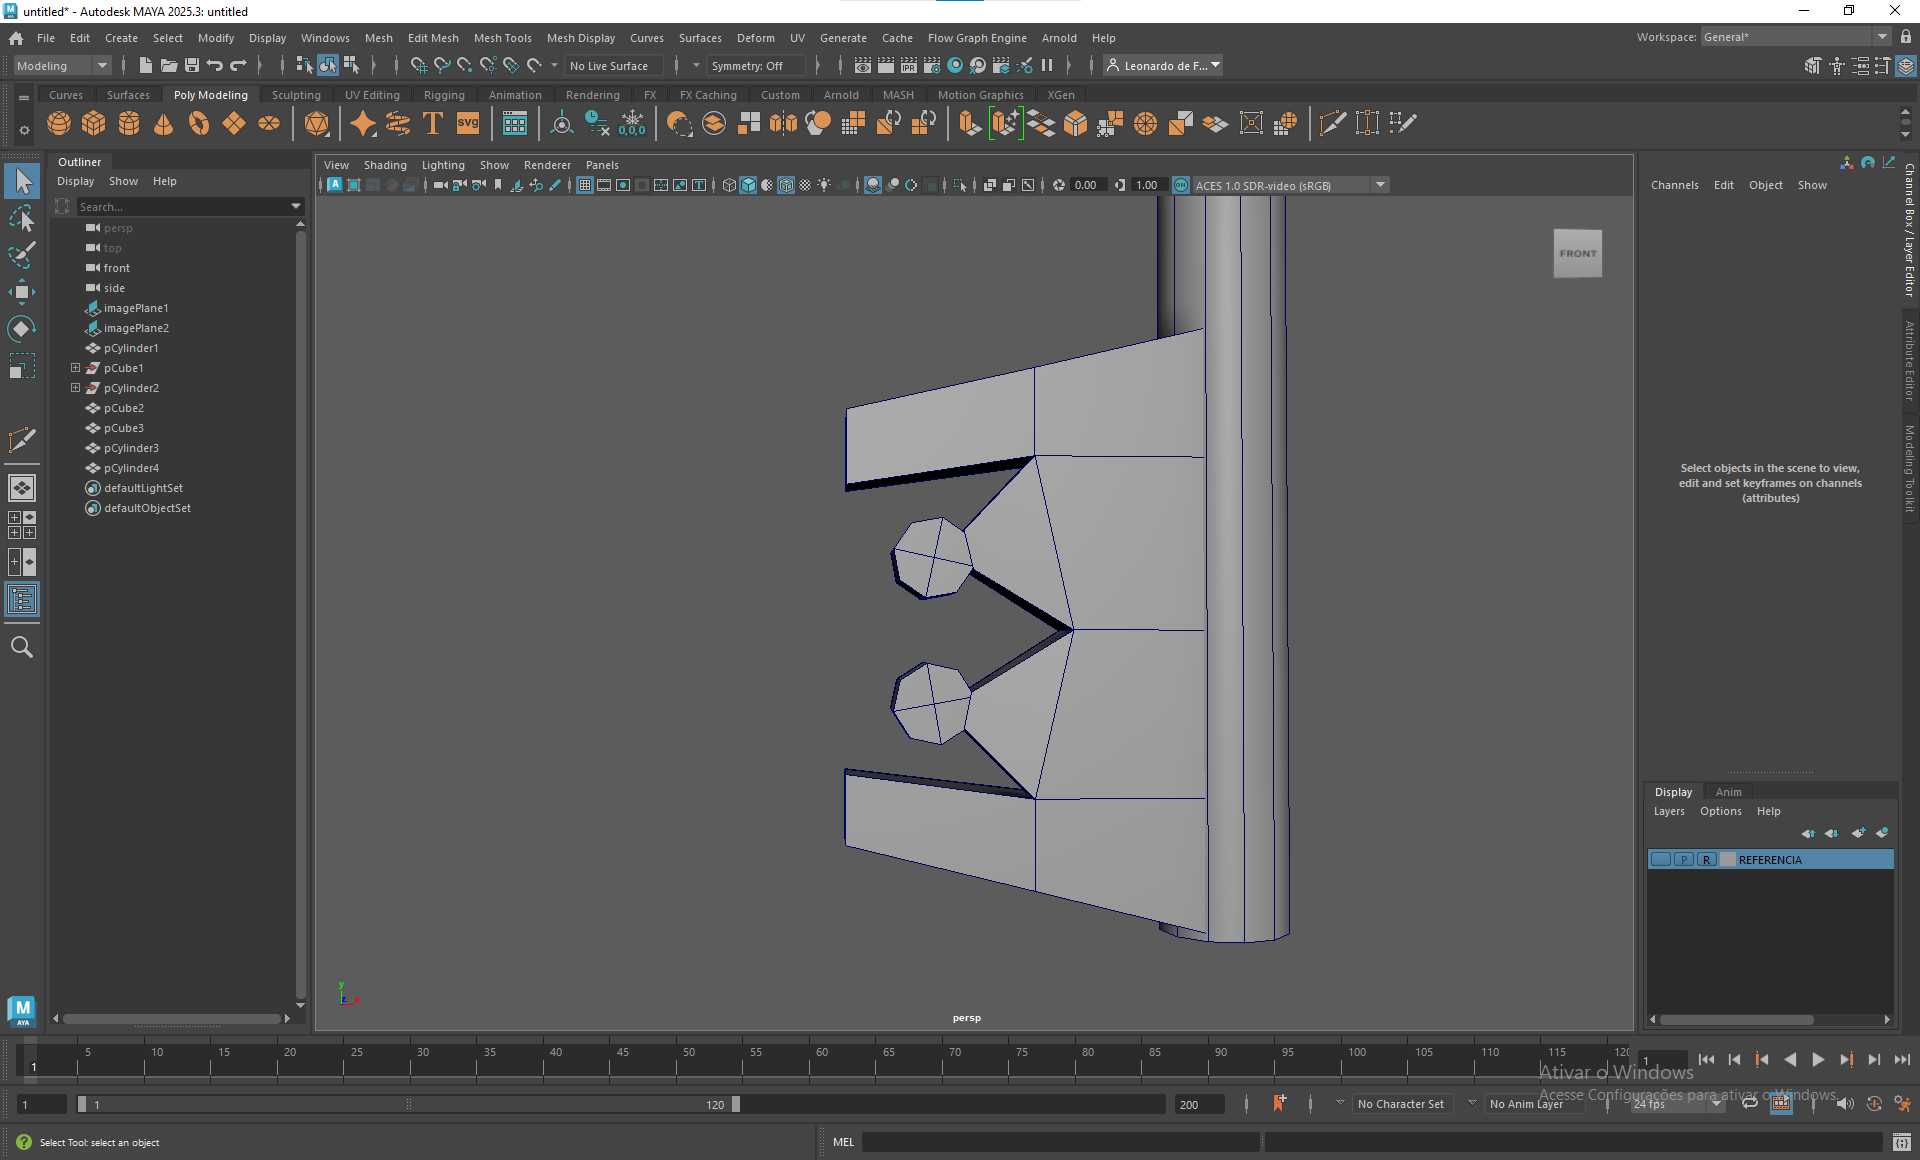 untitled* - Autodesk MAYA 2025.3: untitled
File Edit Create Select Modify Display Windows Mesh Edit Mesh Mesh Tools Mesh Display Curves Surfaces Deform UV Generate Cache Flow Graph Engine Arnold Help
Workspace: General*
Modeling No Live Surface Symmetry: Off Leonardo de F...
Curves Surfaces Poly Modeling Sculpting UV Editing Rigging Animation Rendering FX FX Caching Custom Arnold MASH Motion Graphics XGen
Outliner
Display Show Help
Search...
persp
top
front
side
imagePlane1
imagePlane2
pCylinder1
pCube1
pCylinder2
pCube2
pCube3
pCylinder3
pCylinder4
defaultLightSet
defaultObjectSet
View Shading Lighting Show Renderer Panels
0.00 1.00 ACES 1.0 SDR-video (sRGB)
FRONT
persp
Channels Edit Object Show
Select objects in the scene to view,
edit and set keyframes on channels
(attributes)
Channel Box / Layer Editor
Attribute Editor
Modeling Toolkit
Display Anim
Layers Options Help
P R REFERENCIA
5 10 15 20 25 30 35 40 45 50 55 60 65 70 75 80 85 90 95 100 105 110 115 120
1
1
Ativar o Windows
Acesse Configurações para ativar o Windows.
1 1 120 200 No Character Set No Anim Layer 24 fps
Select Tool: select an object
MEL